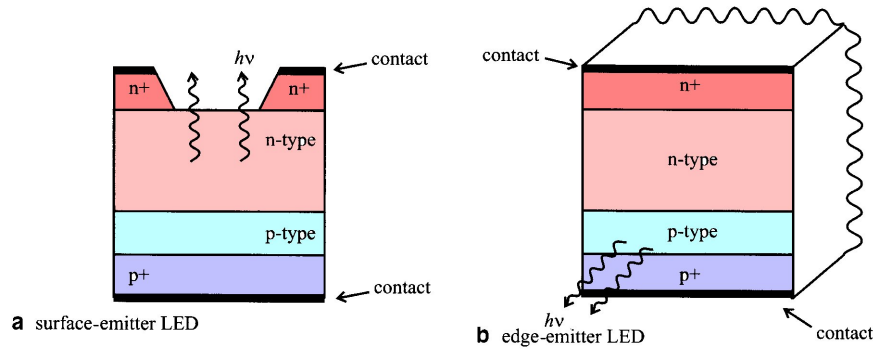 hν
contact
n+
n+
n-type
p-type
p+
contact
a surface-emitter LED
contact
n+
n-type
p-type
p+
hν
contact
b edge-emitter LED